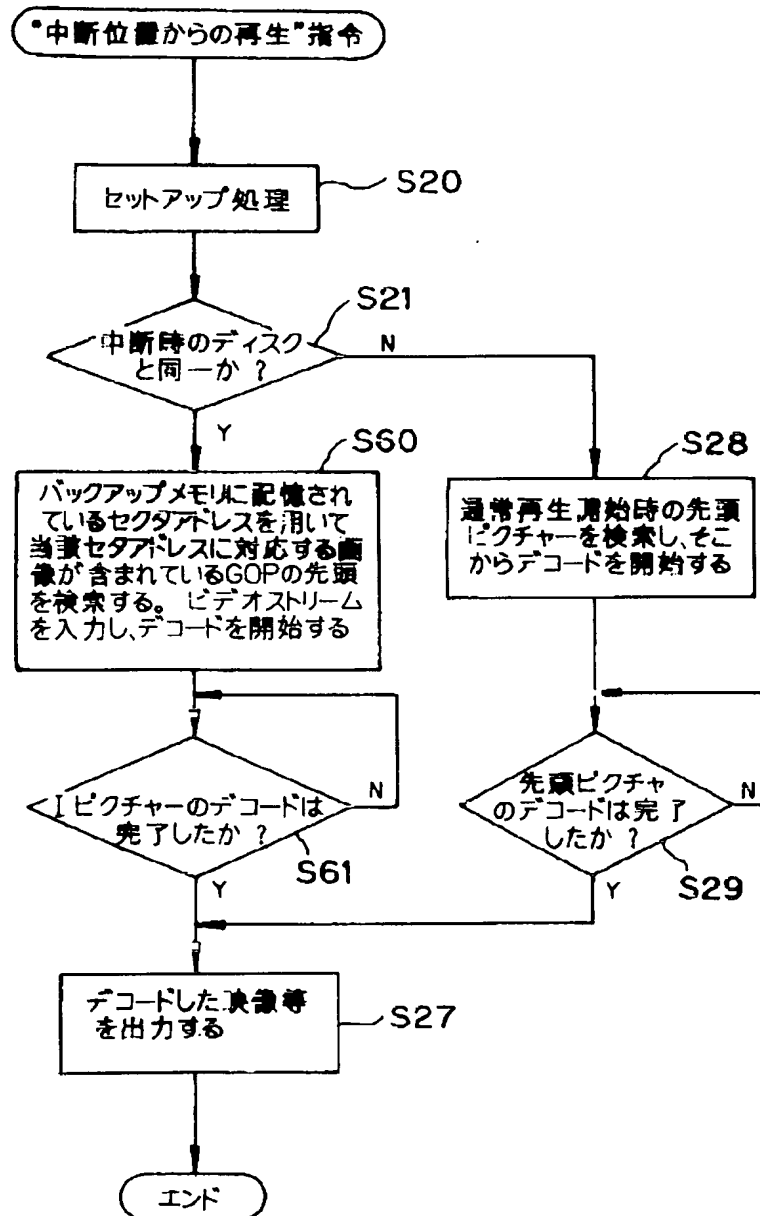 “中断位置からの再生”指令
セットアップ処理
S20
S21
中断時のディスク
と同一か？
N
Y
S60
バックアップメモリに記憶され
ているセクタアドレスを用いて
当該セタアドレスに対応する画
像が含まれているGOPの先頭
を検索する。ビデオストリーム
を入力し、デコードを開始する
S28
通常再生開始時の先頭
ピクチャーを検索し、そこ
からデコードを開始する
Iピクチャーのデコードは
完了したか？
N
S61
Y
先頭ピクチャ
のデコードは完了
したか？
N
S29
Y
デコードした映像等
を出力する
S27
エンド